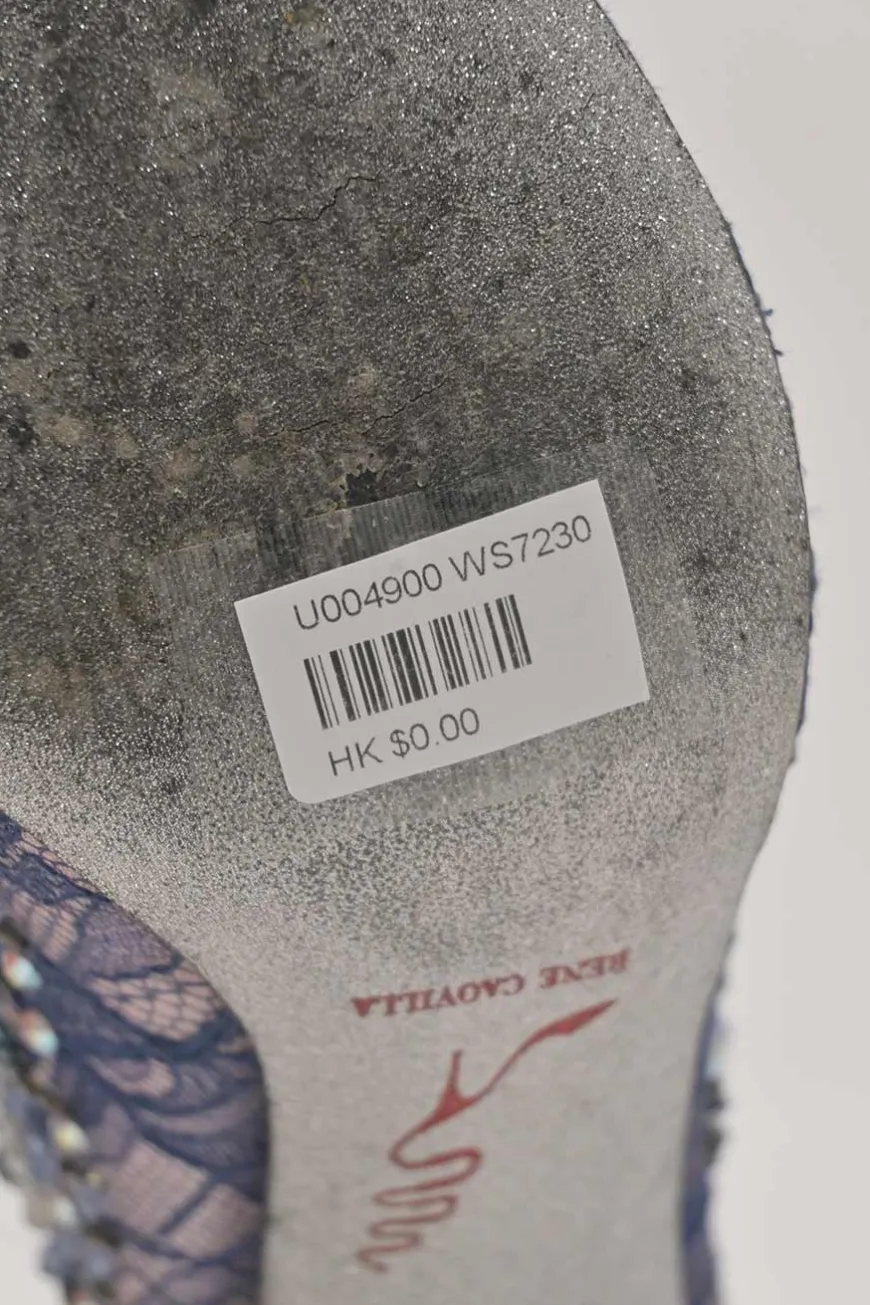 U004900 WS7230
HK $0.00
RENE CAOVILLA